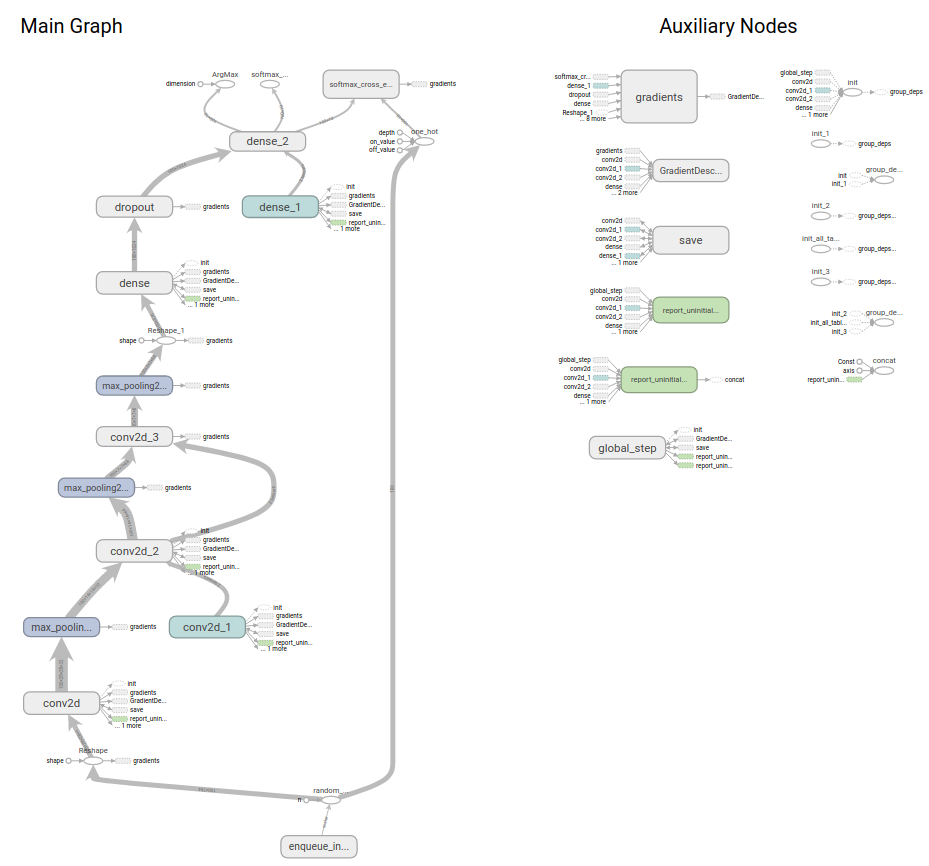 Main Graph
Auxiliary Nodes
dimension
ArgMax
softmax_...
softmax_cross_e...
gradients
dense_2
depth
on_value
off_value
one_hot
dropout
gradients
dense_1
init
gradients
GradientDe...
save
report_unin...
... 1 more
dense
init
gradients
GradientDe...
save
report_unin...
... 1 more
Reshape_1
shape
gradients
max_pooling2...
gradients
conv2d_3
gradients
max_pooling2...
gradients
conv2d_2
init
gradients
GradientDe...
save
report_unin...
... 1 more
max_poolin...
gradients
conv2d_1
init
gradients
GradientDe...
save
report_unin...
... 1 more
conv2d
init
gradients
GradientDe...
save
report_unin...
... 1 more
Reshape
shape
gradients
random_...
n
enqueue_in...
softmax_cr...
dense_1
dropout
dense
Reshape_1
... 8 more
gradients
GradientDe...
gradients
conv2d
conv2d_1
conv2d_2
dense
... 2 more
GradientDesc...
conv2d
conv2d_1
conv2d_2
dense
dense_1
... 1 more
save
global_step
conv2d
conv2d_1
conv2d_2
dense
... 1 more
report_uninitial...
global_step
conv2d
conv2d_1
conv2d_2
dense
... 1 more
report_uninitial...
concat
global_step
init
GradientDe...
save
report_unin...
report_unin...
global_step
conv2d
conv2d_1
conv2d_2
dense
... 1 more
init
group_deps
init_1
group_deps
init
init_1
group_de...
init_2
group_deps...
init_all_ta...
group_deps...
init_3
group_deps...
init_2
init_all_tabl...
init_3
group_de...
Const
axis
report_unin...
concat